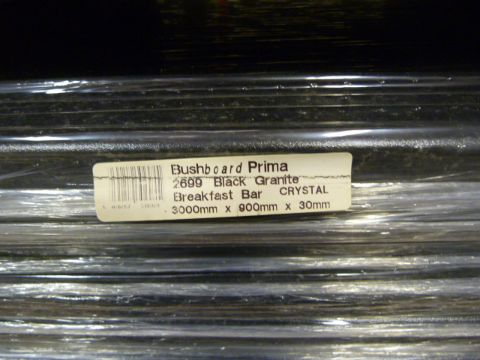 Bushboard Prima
2699 Black Granite
Breakfast Bar CRYSTAL
3000mm x 900mm x 30mm